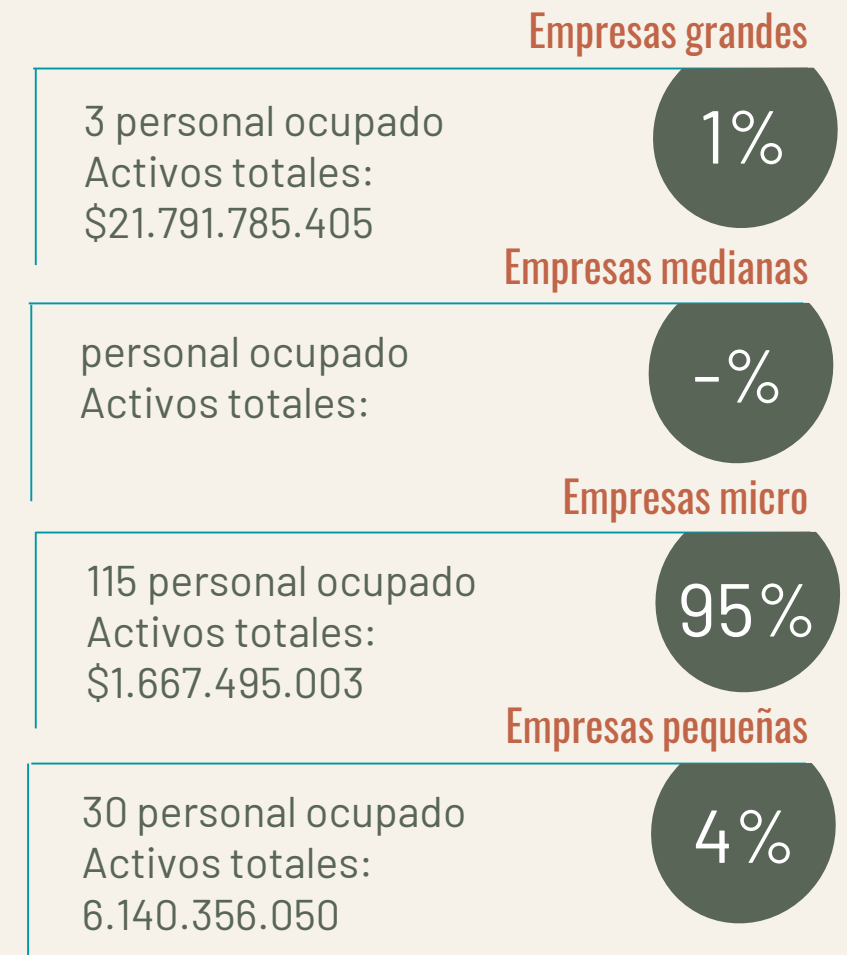 Empresas grandes
3 personal ocupado
1%
Activos totales:
$21.791.785.405
Empresas medianas
personal ocupado
-%
Activos totales:
Empresas micro
115 personal ocupado
95%
Activos totales:
$1.667.495.003
Empresas pequeñas
30 personal ocupado
4%
Activos totales:
6.140.356.050